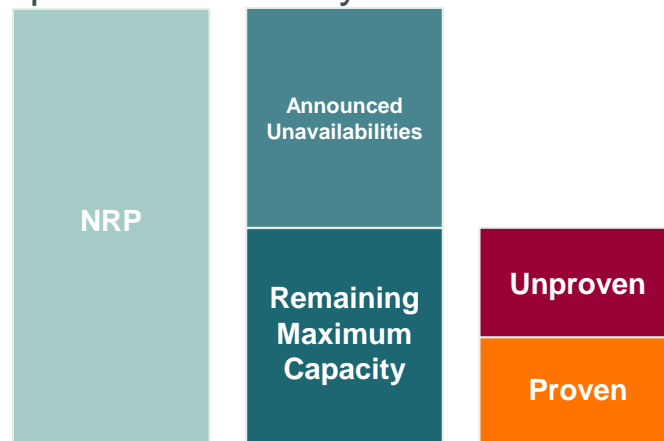 Announced
Unavailabilities
NRP
Remaining
Maximum
Capacity
Unproven
Proven